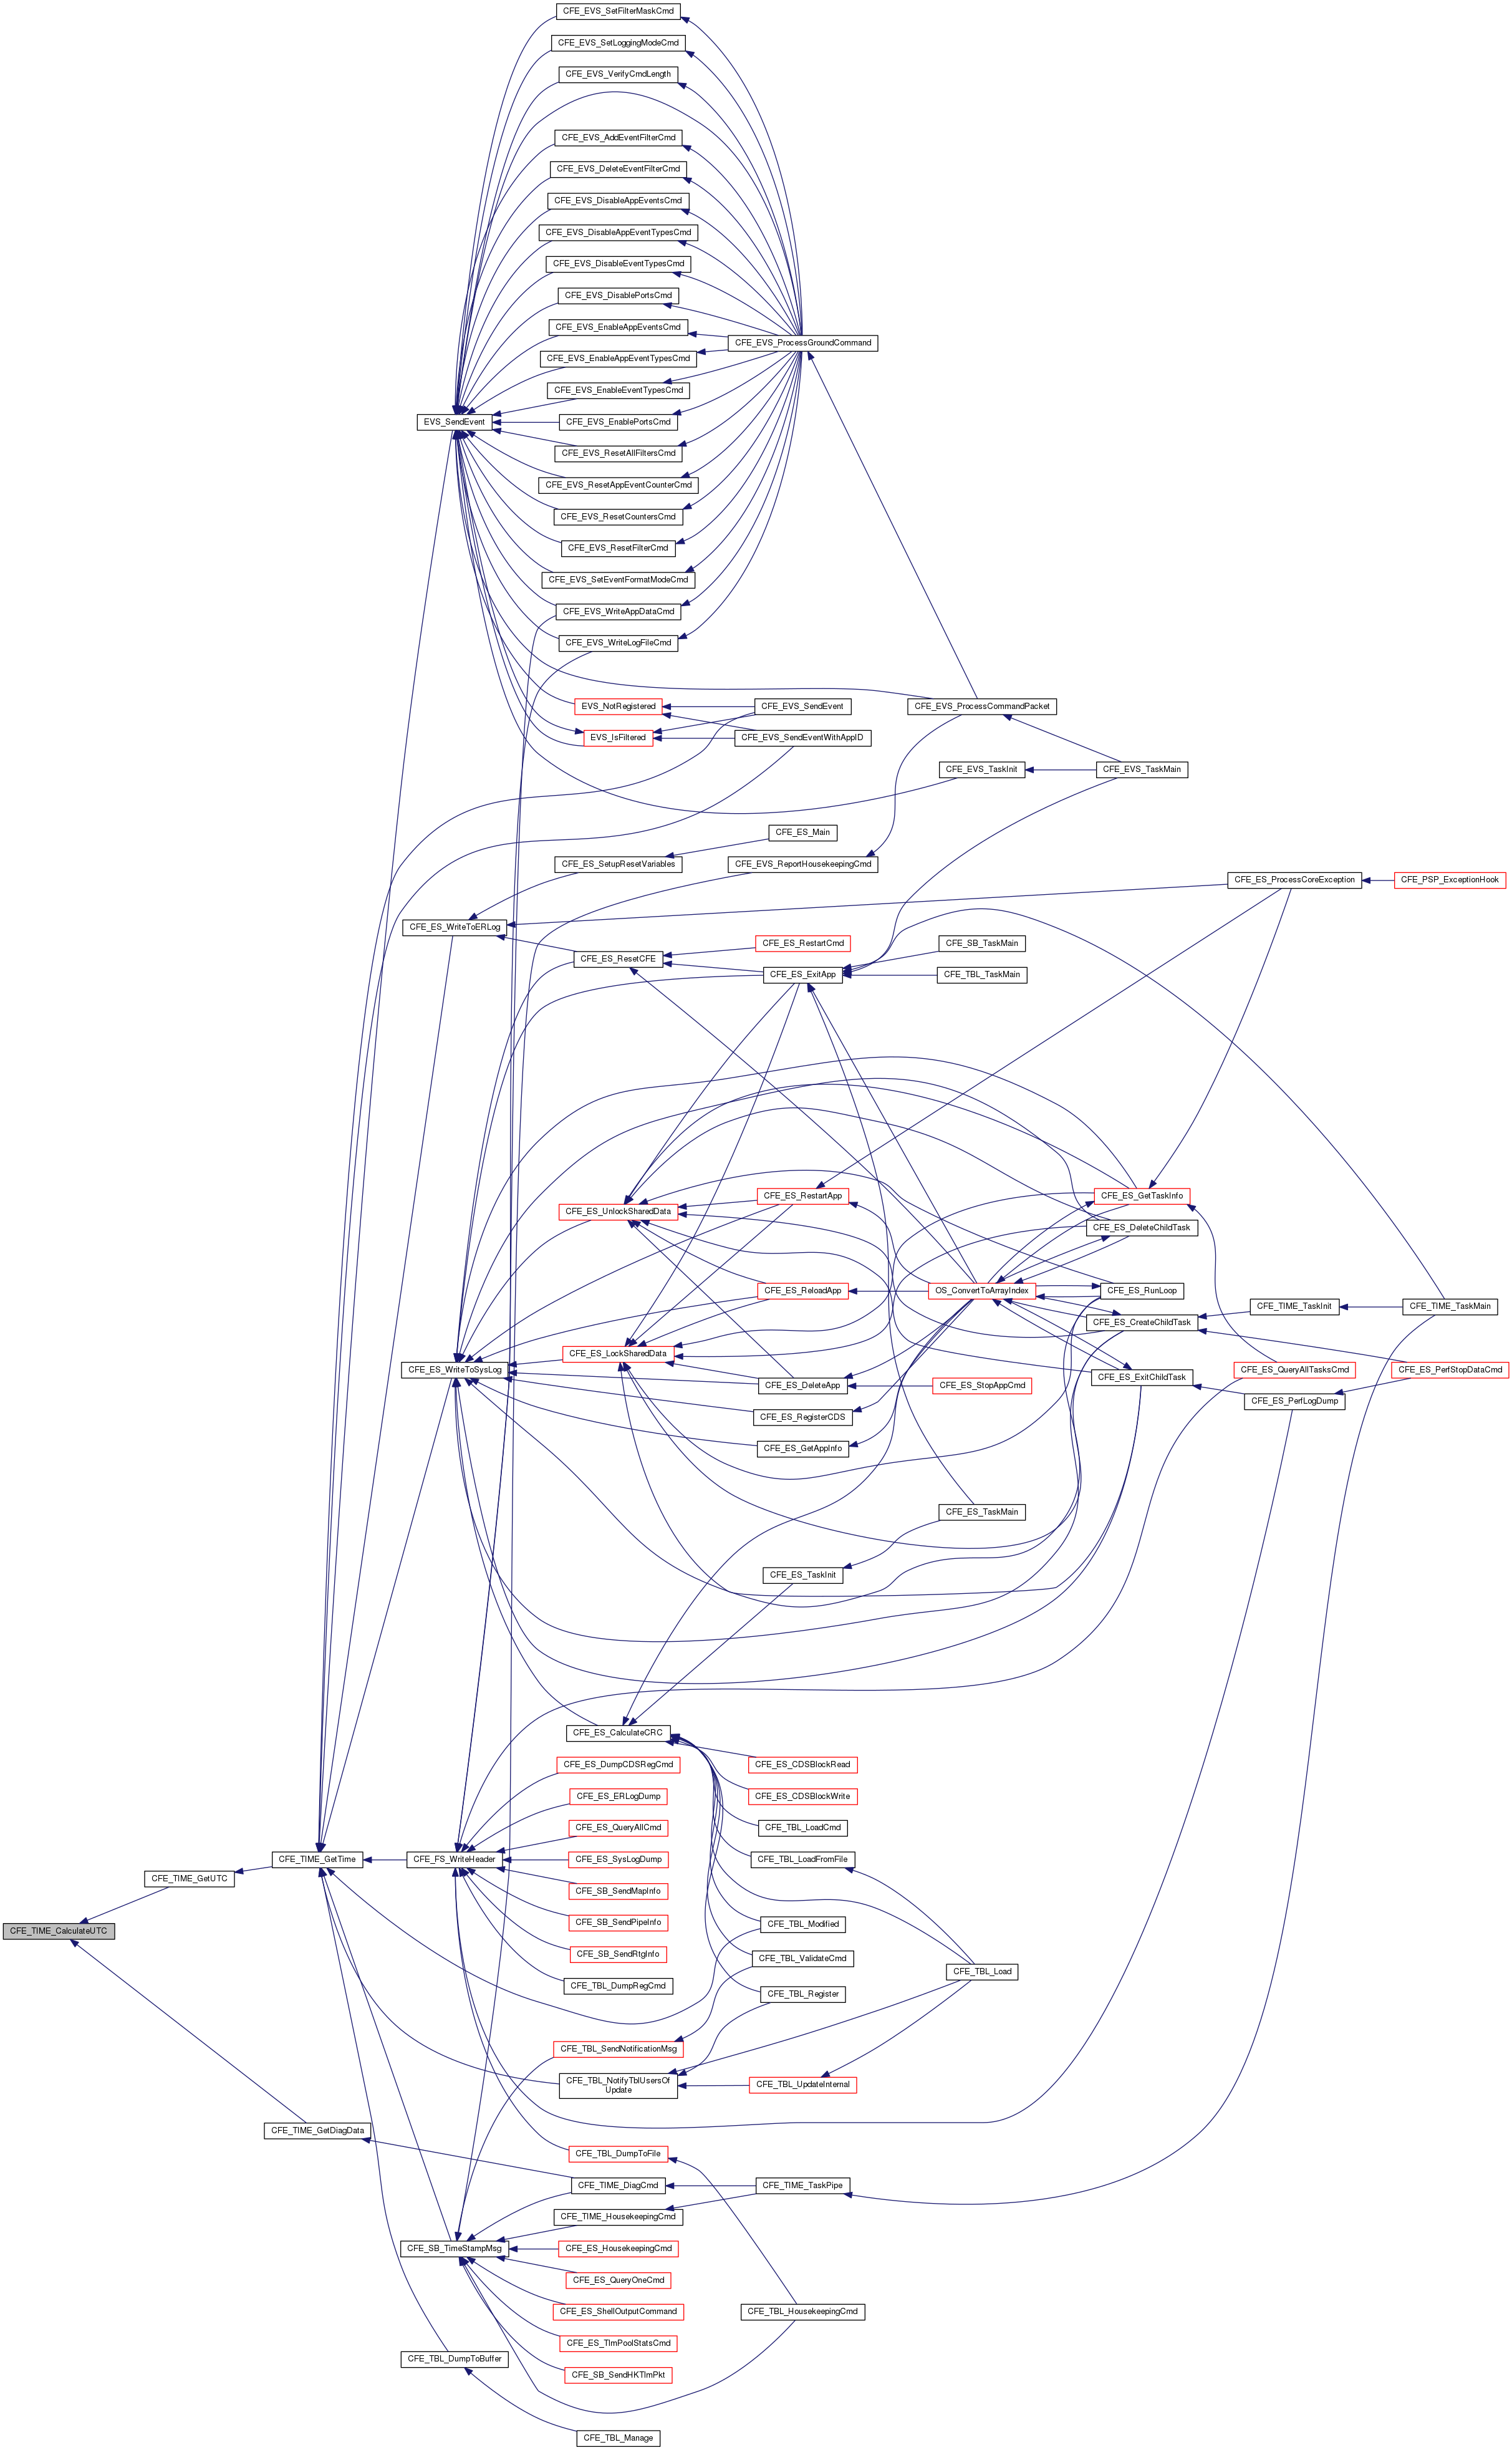 CFE_EVS_SetFilterMaskCmd
CFE_EVS_SetLoggingModeCmd
CFE_EVS_VerifyCmdLength
CFE_EVS_AddEventFilterCmd
CFE_EVS_DeleteEventFilterCmd
CFE_EVS_DisableAppEventsCmd
CFE_EVS_DisableAppEventTypesCmd
CFE_EVS_DisableEventTypesCmd
CFE_EVS_DisablePortsCmd
CFE_EVS_EnableAppEventsCmd
CFE_EVS_ProcessGroundCommand
CFE_EVS_EnableAppEventTypesCmd
CFE_EVS_EnableEventTypesCmd
EVS_SendEvent
CFE_EVS_EnablePortsCmd
CFE_EVS_ResetAllFiltersCmd
CFE_EVS_ResetAppEventCounterCmd
CFE_EVS_ResetCountersCmd
CFE_EVS_ResetFilterCmd
CFE_EVS_SetEventFormatModeCmd
CFE_EVS_WriteAppDataCmd
CFE_EVS_WriteLogFileCmd
EVS_NotRegistered
CFE_EVS_SendEvent
CFE_EVS_ProcessCommandPacket
EVS_IsFiltered
CFE_EVS_SendEventWithAppID
CFE_EVS_TaskInit
CFE_EVS_TaskMain
CFE_ES_Main
CFE_ES_SetupResetVariables
CFE_EVS_ReportHousekeepingCmd
CFE_ES_ProcessCoreException
CFE_PSP_ExceptionHook
CFE_ES_WriteToERLog
CFE_ES_RestartCmd
CFE_SB_TaskMain
CFE_ES_ResetCFE
CFE_ES_ExitApp
CFE_TBL_TaskMain
CFE_ES_RestartApp
CFE_ES_GetTaskInfo
CFE_ES_UnlockSharedData
CFE_ES_DeleteChildTask
CFE_ES_ReloadApp
OS_ConvertToArrayIndex
CFE_ES_RunLoop
CFE_TIME_TaskInit
CFE_TIME_TaskMain
CFE_ES_CreateChildTask
CFE_ES_LockSharedData
CFE_ES_WriteToSysLog
CFE_ES_QueryAllTasksCmd
CFE_ES_PerfStopDataCmd
CFE_ES_ExitChildTask
CFE_ES_DeleteApp
CFE_ES_StopAppCmd
CFE_ES_PerfLogDump
CFE_ES_RegisterCDS
CFE_ES_GetAppInfo
CFE_ES_TaskMain
CFE_ES_TaskInit
CFE_ES_CalculateCRC
CFE_ES_DumpCDSRegCmd
CFE_ES_CDSBlockRead
CFE_ES_ERLogDump
CFE_ES_CDSBlockWrite
CFE_ES_QueryAllCmd
CFE_TBL_LoadCmd
CFE_TIME_GetTime
CFE_FS_WriteHeader
CFE_ES_SysLogDump
CFE_TBL_LoadFromFile
CFE_TIME_GetUTC
CFE_SB_SendMapInfo
CFE_SB_SendPipeInfo
CFE_TBL_Modified
CFE_TIME_CalculateUTC
CFE_SB_SendRtgInfo
CFE_TBL_ValidateCmd
CFE_TBL_Load
CFE_TBL_DumpRegCmd
CFE_TBL_Register
CFE_TBL_SendNotificationMsg
CFE_TBL_NotifyTblUsersOf
Update
CFE_TBL_UpdateInternal
CFE_TIME_GetDiagData
CFE_TBL_DumpToFile
CFE_TIME_DiagCmd
CFE_TIME_TaskPipe
CFE_TIME_HousekeepingCmd
CFE_SB_TimeStampMsg
CFE_ES_HousekeepingCmd
CFE_ES_QueryOneCmd
CFE_ES_ShellOutputCommand
CFE_TBL_HousekeepingCmd
CFE_ES_TlmPoolStatsCmd
CFE_TBL_DumpToBuffer
CFE_SB_SendHKTlmPkt
CFE_TBL_Manage